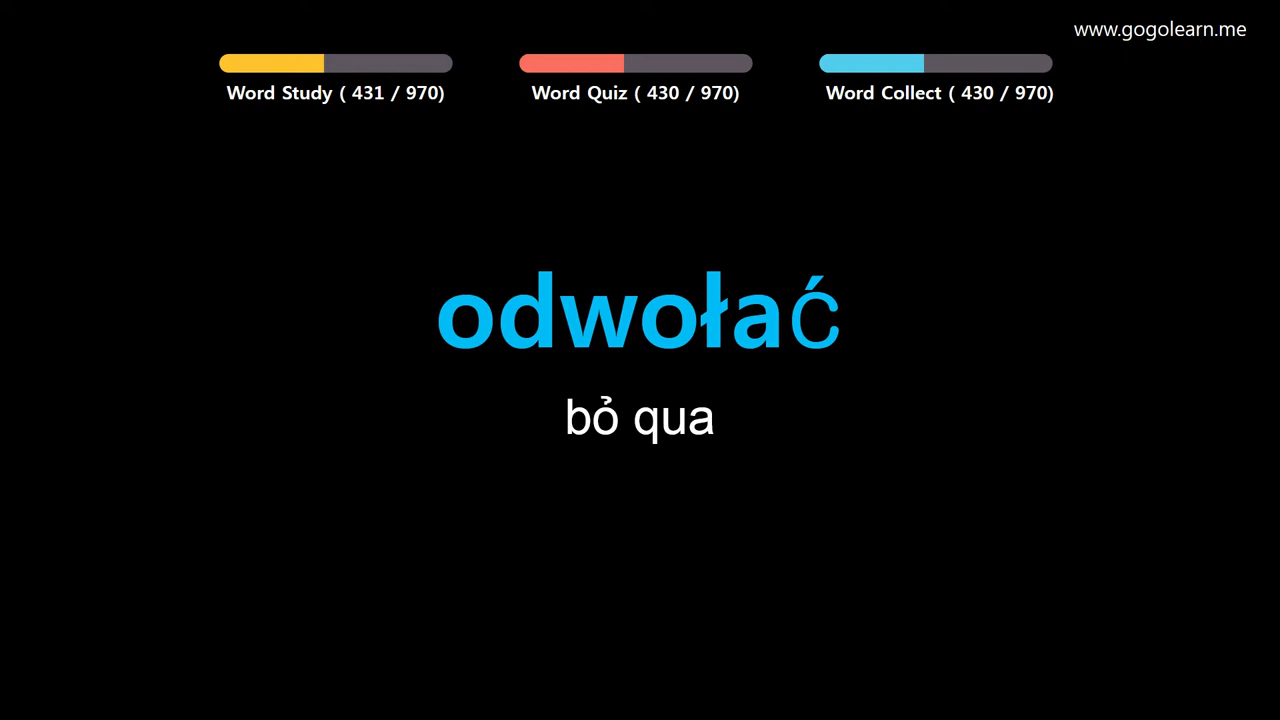 www.gogolearn.me
Word Study ( 431 / 970)
Word Quiz ( 430 / 970)
Word Collect ( 430 / 970)
odwołać
bỏ qua